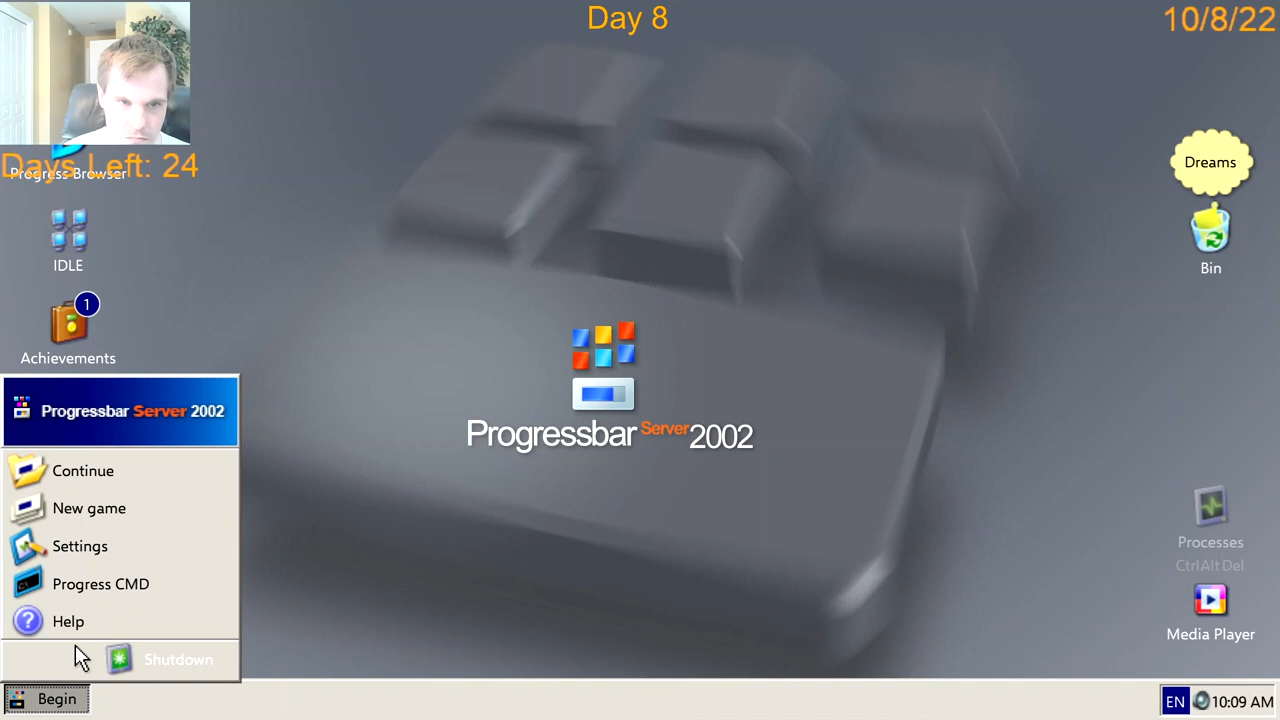 Day 8
10/8/22
Days Left: 24
Progress Browser
Dreams
IDLE
Bin
1
Achievements
Progressbar Server 2002
Progressbar Server 2002
Continue
New game
Settings
Progress CMD
Help
Shutdown
Processes
CtrlAltDel
Media Player
Begin
EN
10:09 AM